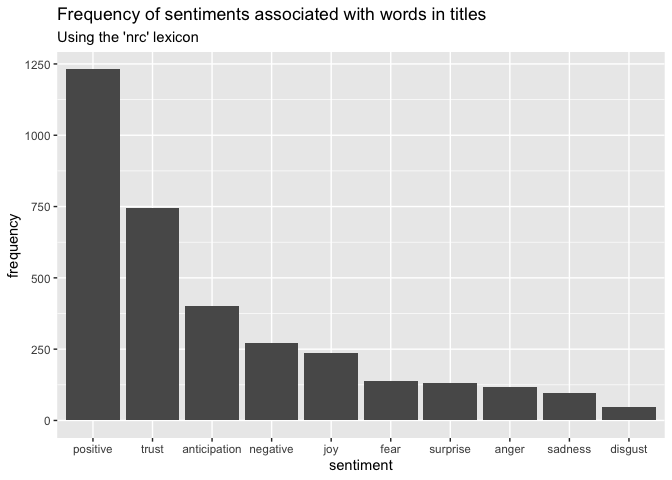 Frequency of sentiments associated with words in titles
Using the 'nrc' lexicon
1250
1000
750
500
250
0
frequency
positive trust anticipation negative joy fear surprise anger sadness disgust
sentiment